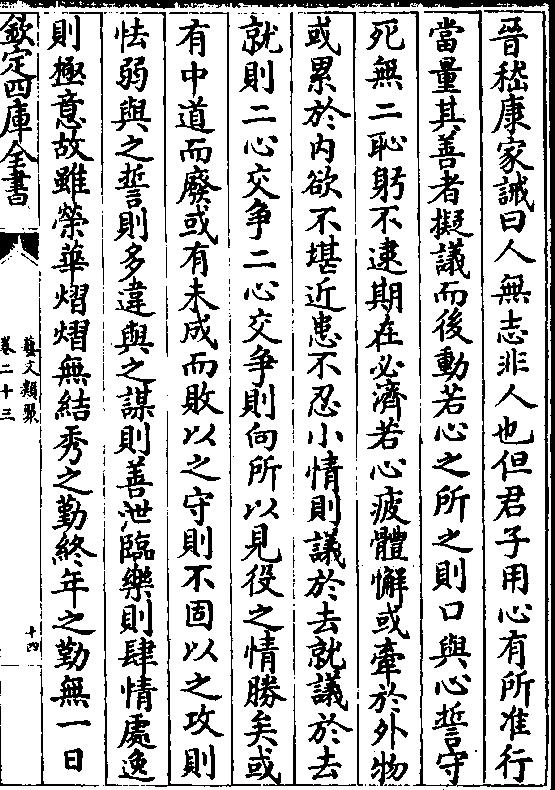 晉嵇康家誡曰人無志非人也但君子用心有所准行
當量其善者擬議而後動若心之所之則口與心誓守
死無二恥躬不逮期在必濟若心疲體懈或牽於外物
或累於内欲不堪近患不忍小情則議於去就議於去
就則二心交争二心交争則向所以見役之情勝矣或
有中道而廢或有未成而敗以之守則不固以之攻則
怯弱與之誓則多違與之謀則善泄臨樂則肆情處逸
則極意故雖榮華熠熠無結秀之勤終年之勤無一日
欽定四庫全書
藝文類聚
卷二十三
十四